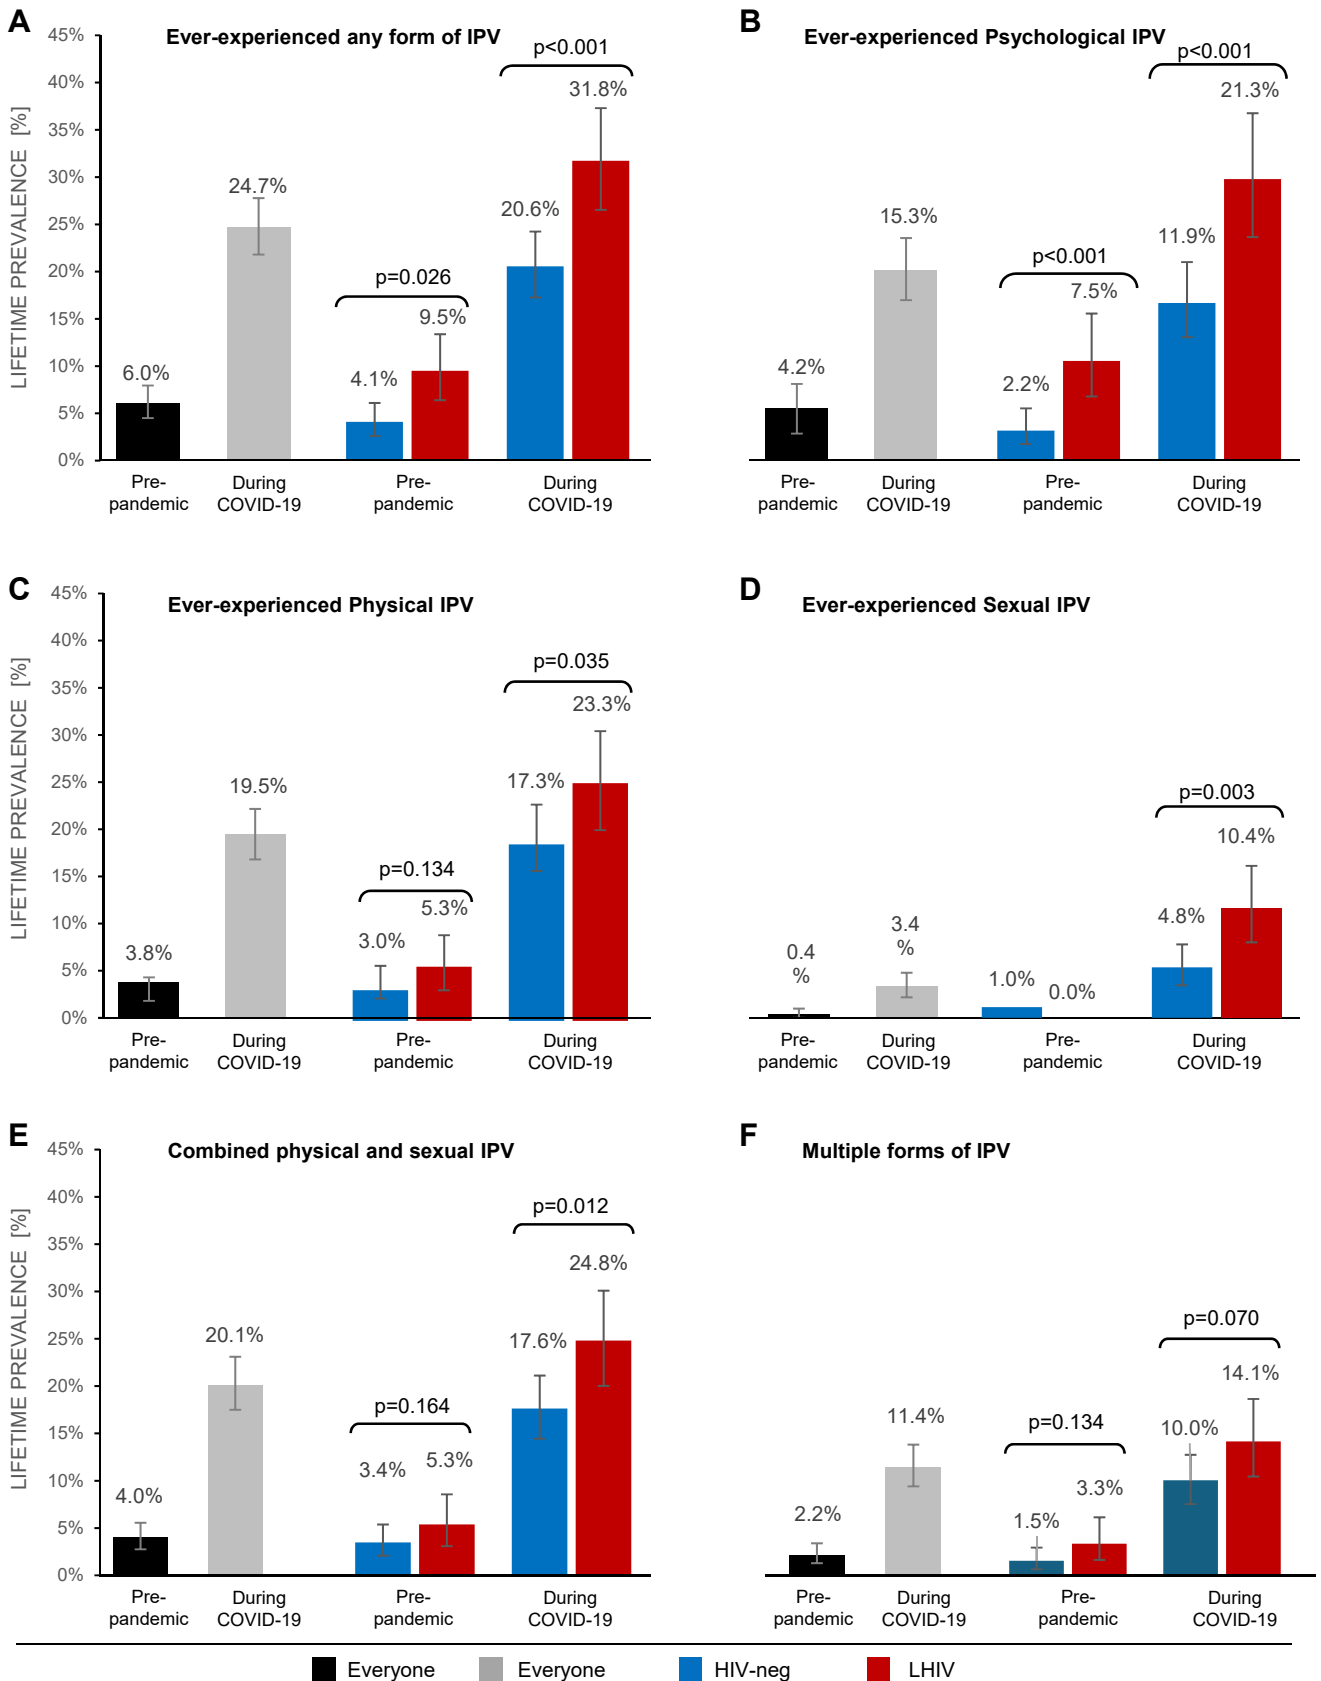 A
Ever-experienced any form of IPV
LIFETIME PREVALENCE [%]
45%
40%
35%
30%
25%
20%
15%
10%
5%
0%
6.0%
24.7%
p=0.026
4.1%
9.5%
p<0.001
20.6%
31.8%
Pre-
pandemic
During
COVID-19
Pre-
pandemic
During
COVID-19
B
Ever-experienced Psychological IPV
4.2%
15.3%
p<0.001
2.2%
7.5%
p<0.001
11.9%
21.3%
Pre-
pandemic
During
COVID-19
Pre-
pandemic
During
COVID-19
C
Ever-experienced Physical IPV
LIFETIME PREVALENCE [%]
45%
40%
35%
30%
25%
20%
15%
10%
5%
0%
3.8%
19.5%
p=0.134
3.0%
5.3%
p=0.035
17.3%
23.3%
Pre-
pandemic
During
COVID-19
Pre-
pandemic
During
COVID-19
D
Ever-experienced Sexual IPV
0.4
%
3.4
%
1.0%
0.0%
p=0.003
4.8%
10.4%
Pre-
pandemic
During
COVID-19
Pre-
pandemic
During
COVID-19
E
Combined physical and sexual IPV
LIFETIME PREVALENCE [%]
45%
40%
35%
30%
25%
20%
15%
10%
5%
0%
4.0%
20.1%
p=0.164
3.4%
5.3%
p=0.012
17.6%
24.8%
Pre-
pandemic
During
COVID-19
Pre-
pandemic
During
COVID-19
F
Multiple forms of IPV
2.2%
11.4%
p=0.134
1.5%
3.3%
p=0.070
10.0%
14.1%
Pre-
pandemic
During
COVID-19
Pre-
pandemic
During
COVID-19
Everyone
Everyone
HIV-neg
LHIV